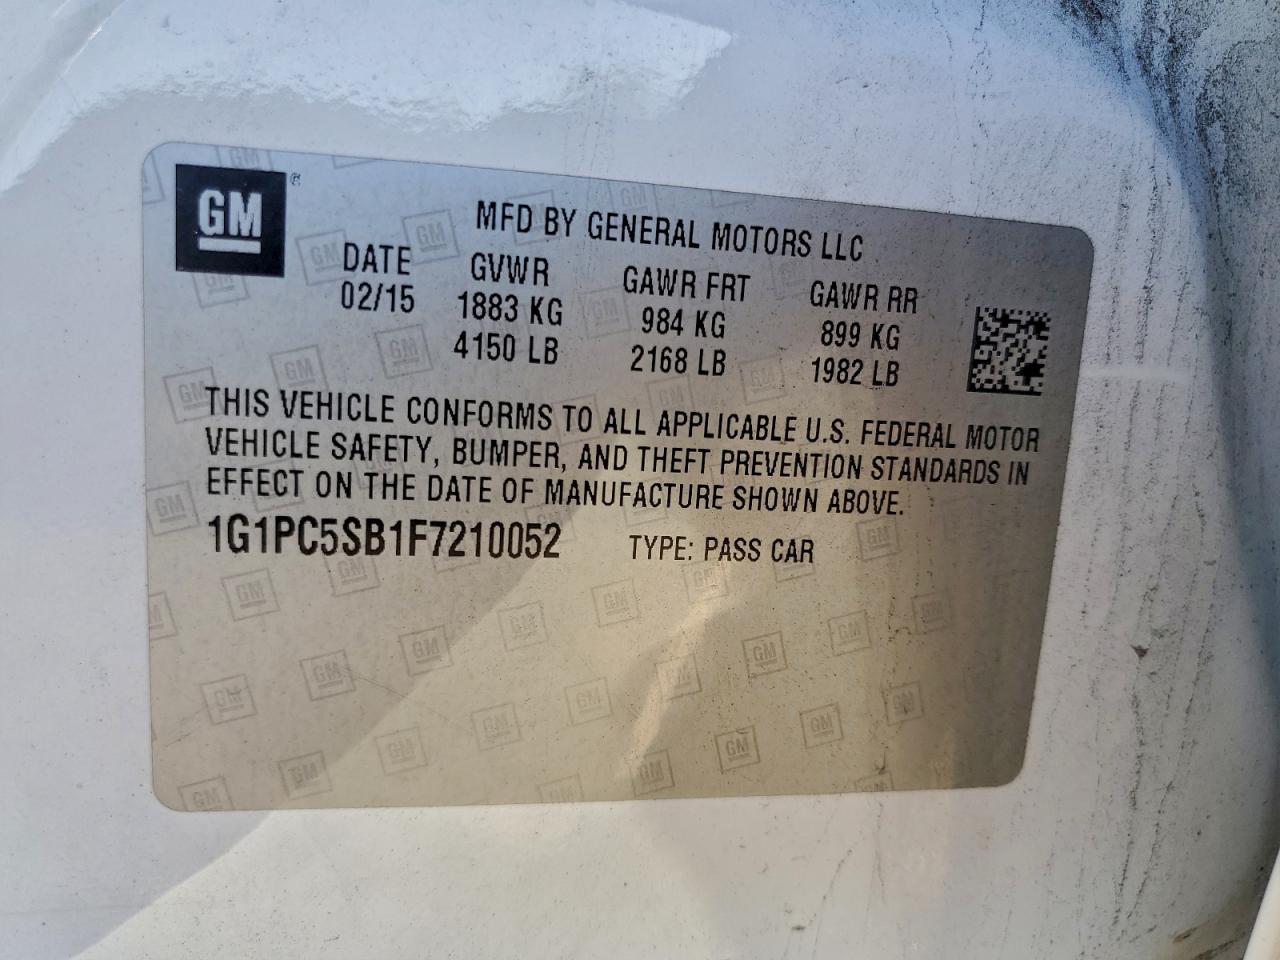 GM®
MFD BY GENERAL MOTORS LLC
DATE GVWR GAWR FRT GAWR RR
02/15 1883 KG 984 KG 899 KG
4150 LB 2168 LB 1982 LB
THIS VEHICLE CONFORMS TO ALL APPLICABLE U.S. FEDERAL MOTOR
VEHICLE SAFETY, BUMPER, AND THEFT PREVENTION STANDARDS IN
EFFECT ON THE DATE OF MANUFACTURE SHOWN ABOVE.
1G1PC5SB1F7210052 TYPE: PASS CAR